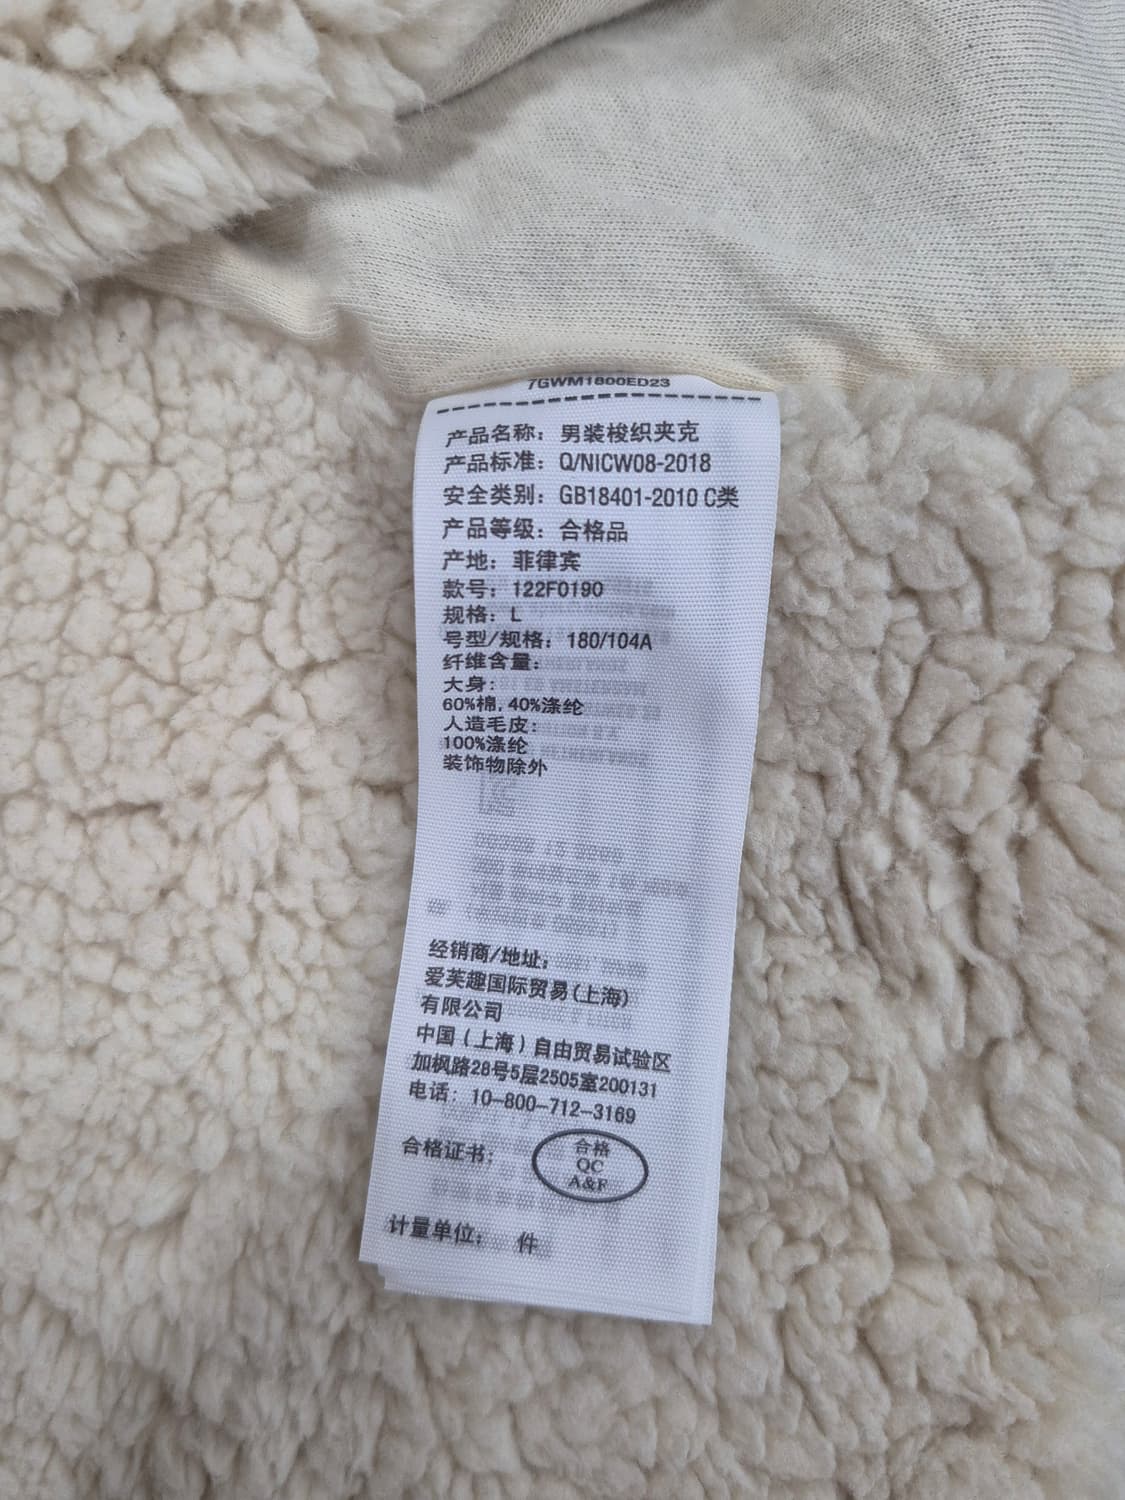 7GWM1800ED23
产品名称：男装梭织夹克
产品标准：Q/NICW08-2018
安全类别：GB18401-2010 C类
产品等级：合格品
产地：菲律宾
款号：122F0190
规格：L
号型/规格：180/104A
纤维含量：
大身：
60%棉，40%涤纶
人造毛皮：
100%涤纶
装饰物除外
经销商/地址：
爱芙趣国际贸易(上海)
有限公司
中国（上海）自由贸易试验区
加枫路28号5层2505室200131
电话：10-800-712-3169
合格证书：
合格
QC
A&F
计量单位： 件